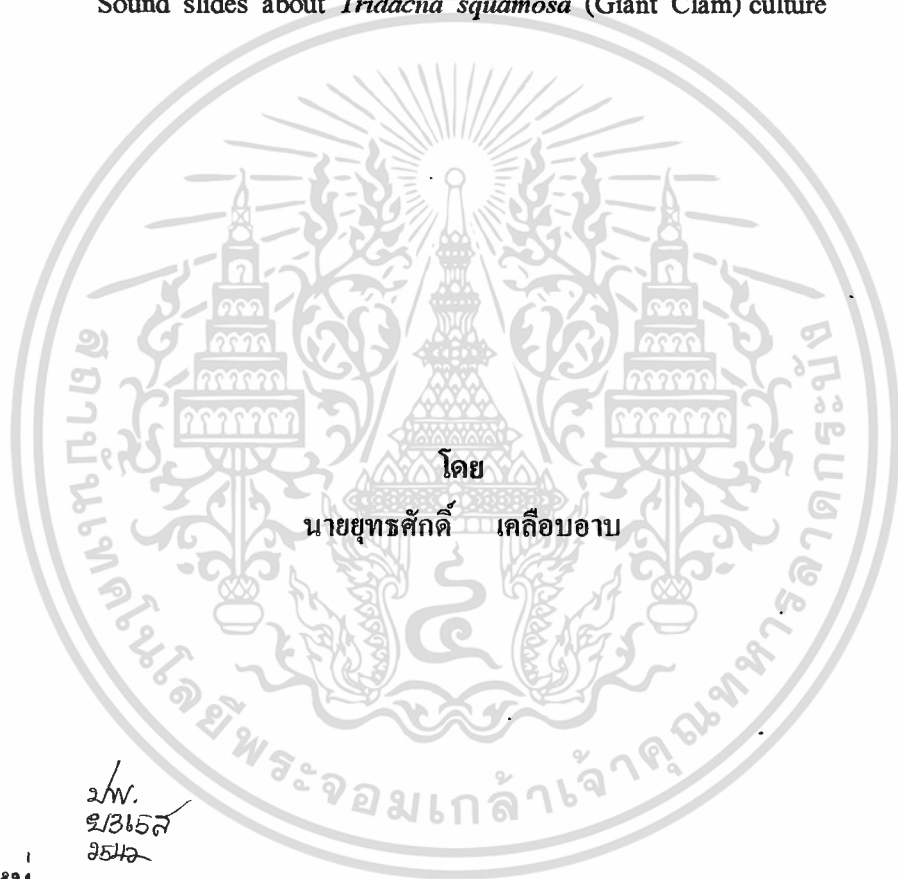 Sound slides about Tridacna squamosa (Giant Clam) culture
โดย
นายยุทธศักดิ์ เคลือบอาบ
สถาบันเทคโนโลยีพระจอมเกล้าเจ้าคุณทหารลาดกระบัง
ปพ.